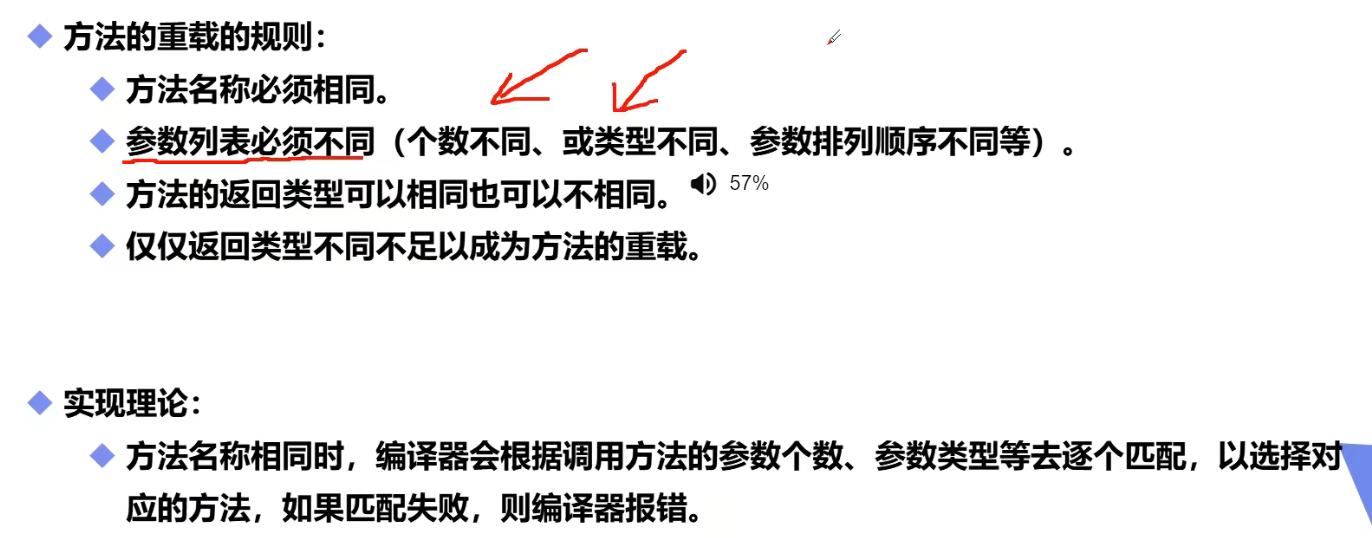 方法的重载的规则：
方法名称必须相同。
参数列表必须不同（个数不同、或类型不同、参数排列顺序不同等）。
方法的返回类型可以相同也可以不相同。 57%
仅仅返回类型不同不足以成为方法的重载。
实现理论：
方法名称相同时，编译器会根据调用方法的参数个数、参数类型等去逐个匹配，以选择对
应的方法，如果匹配失败，则编译器报错。